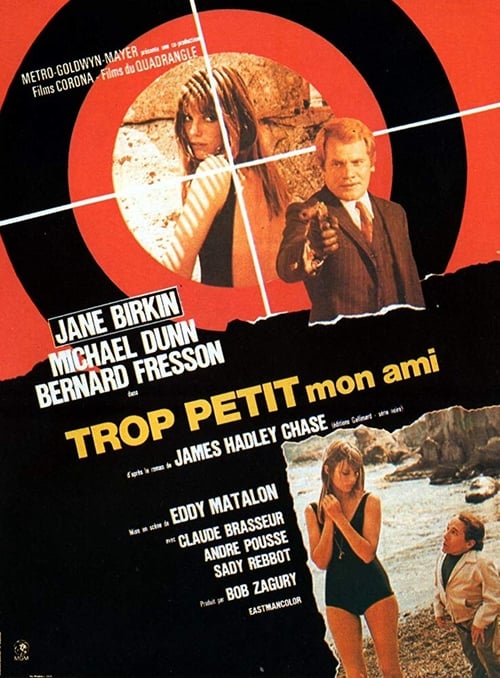 METRO-GOLDWYN-MAYER présente une co-production
Films CORONA - Films du QUADRANGLE
JANE BIRKIN
MICHAEL DUNN
BERNARD FRESSON
dans
TROP PETIT mon ami
d'après le roman de JAMES HADLEY CHASE (éditions Gallimard - série noire)
Mise en scène de EDDY MATALON
avec CLAUDE BRASSEUR
ANDRE POUSSE
SADY REBBOT
Produit par BOB ZAGURY
EASTMANCOLOR
MGM